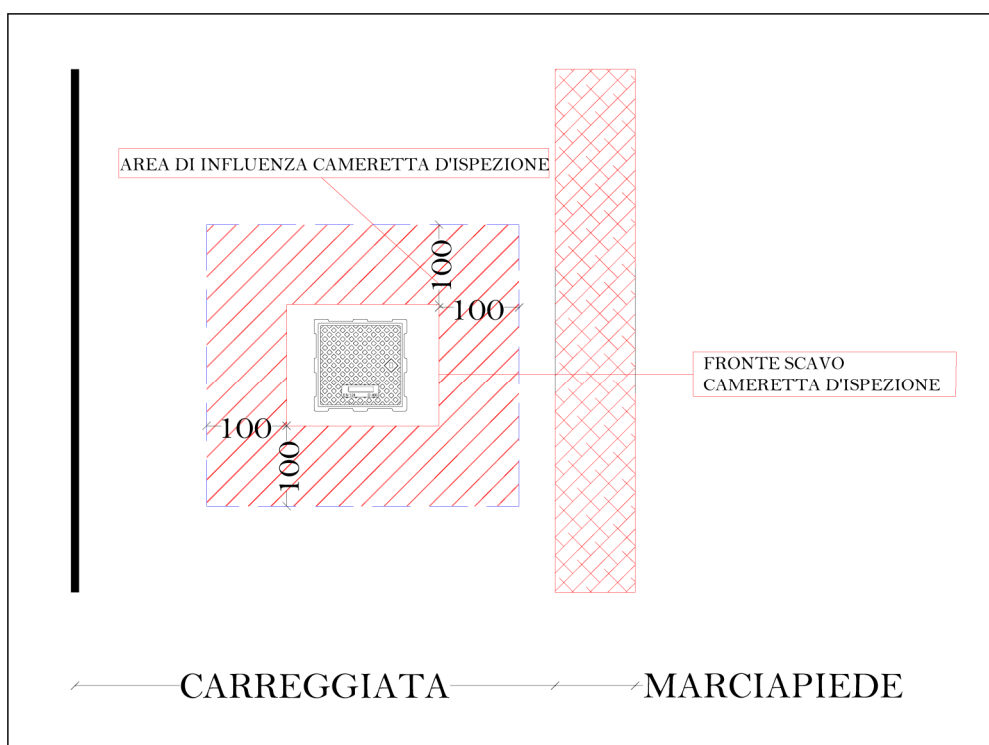 AREA DI INFLUENZA CAMERETTA D'ISPEZIONE
100
100
FRONTE SCAVO
CAMERETTA D'ISPEZIONE
100
100
CARREGGIATA
MARCIAPIEDE